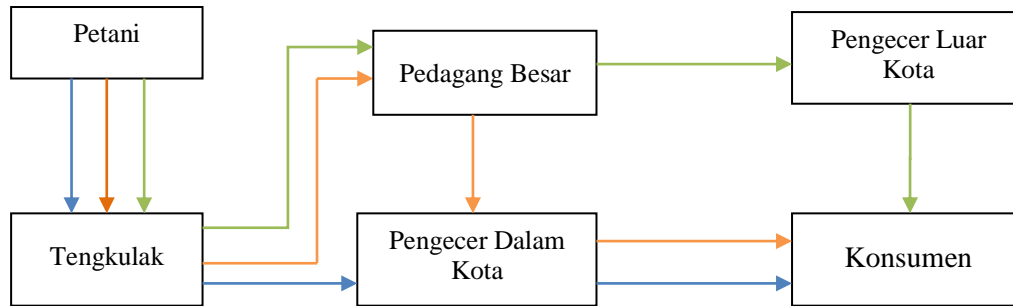 Petani
Pedagang Besar
Pengecer Luar
Kota
Tengkulak
Pengecer Dalam
Kota
Konsumen